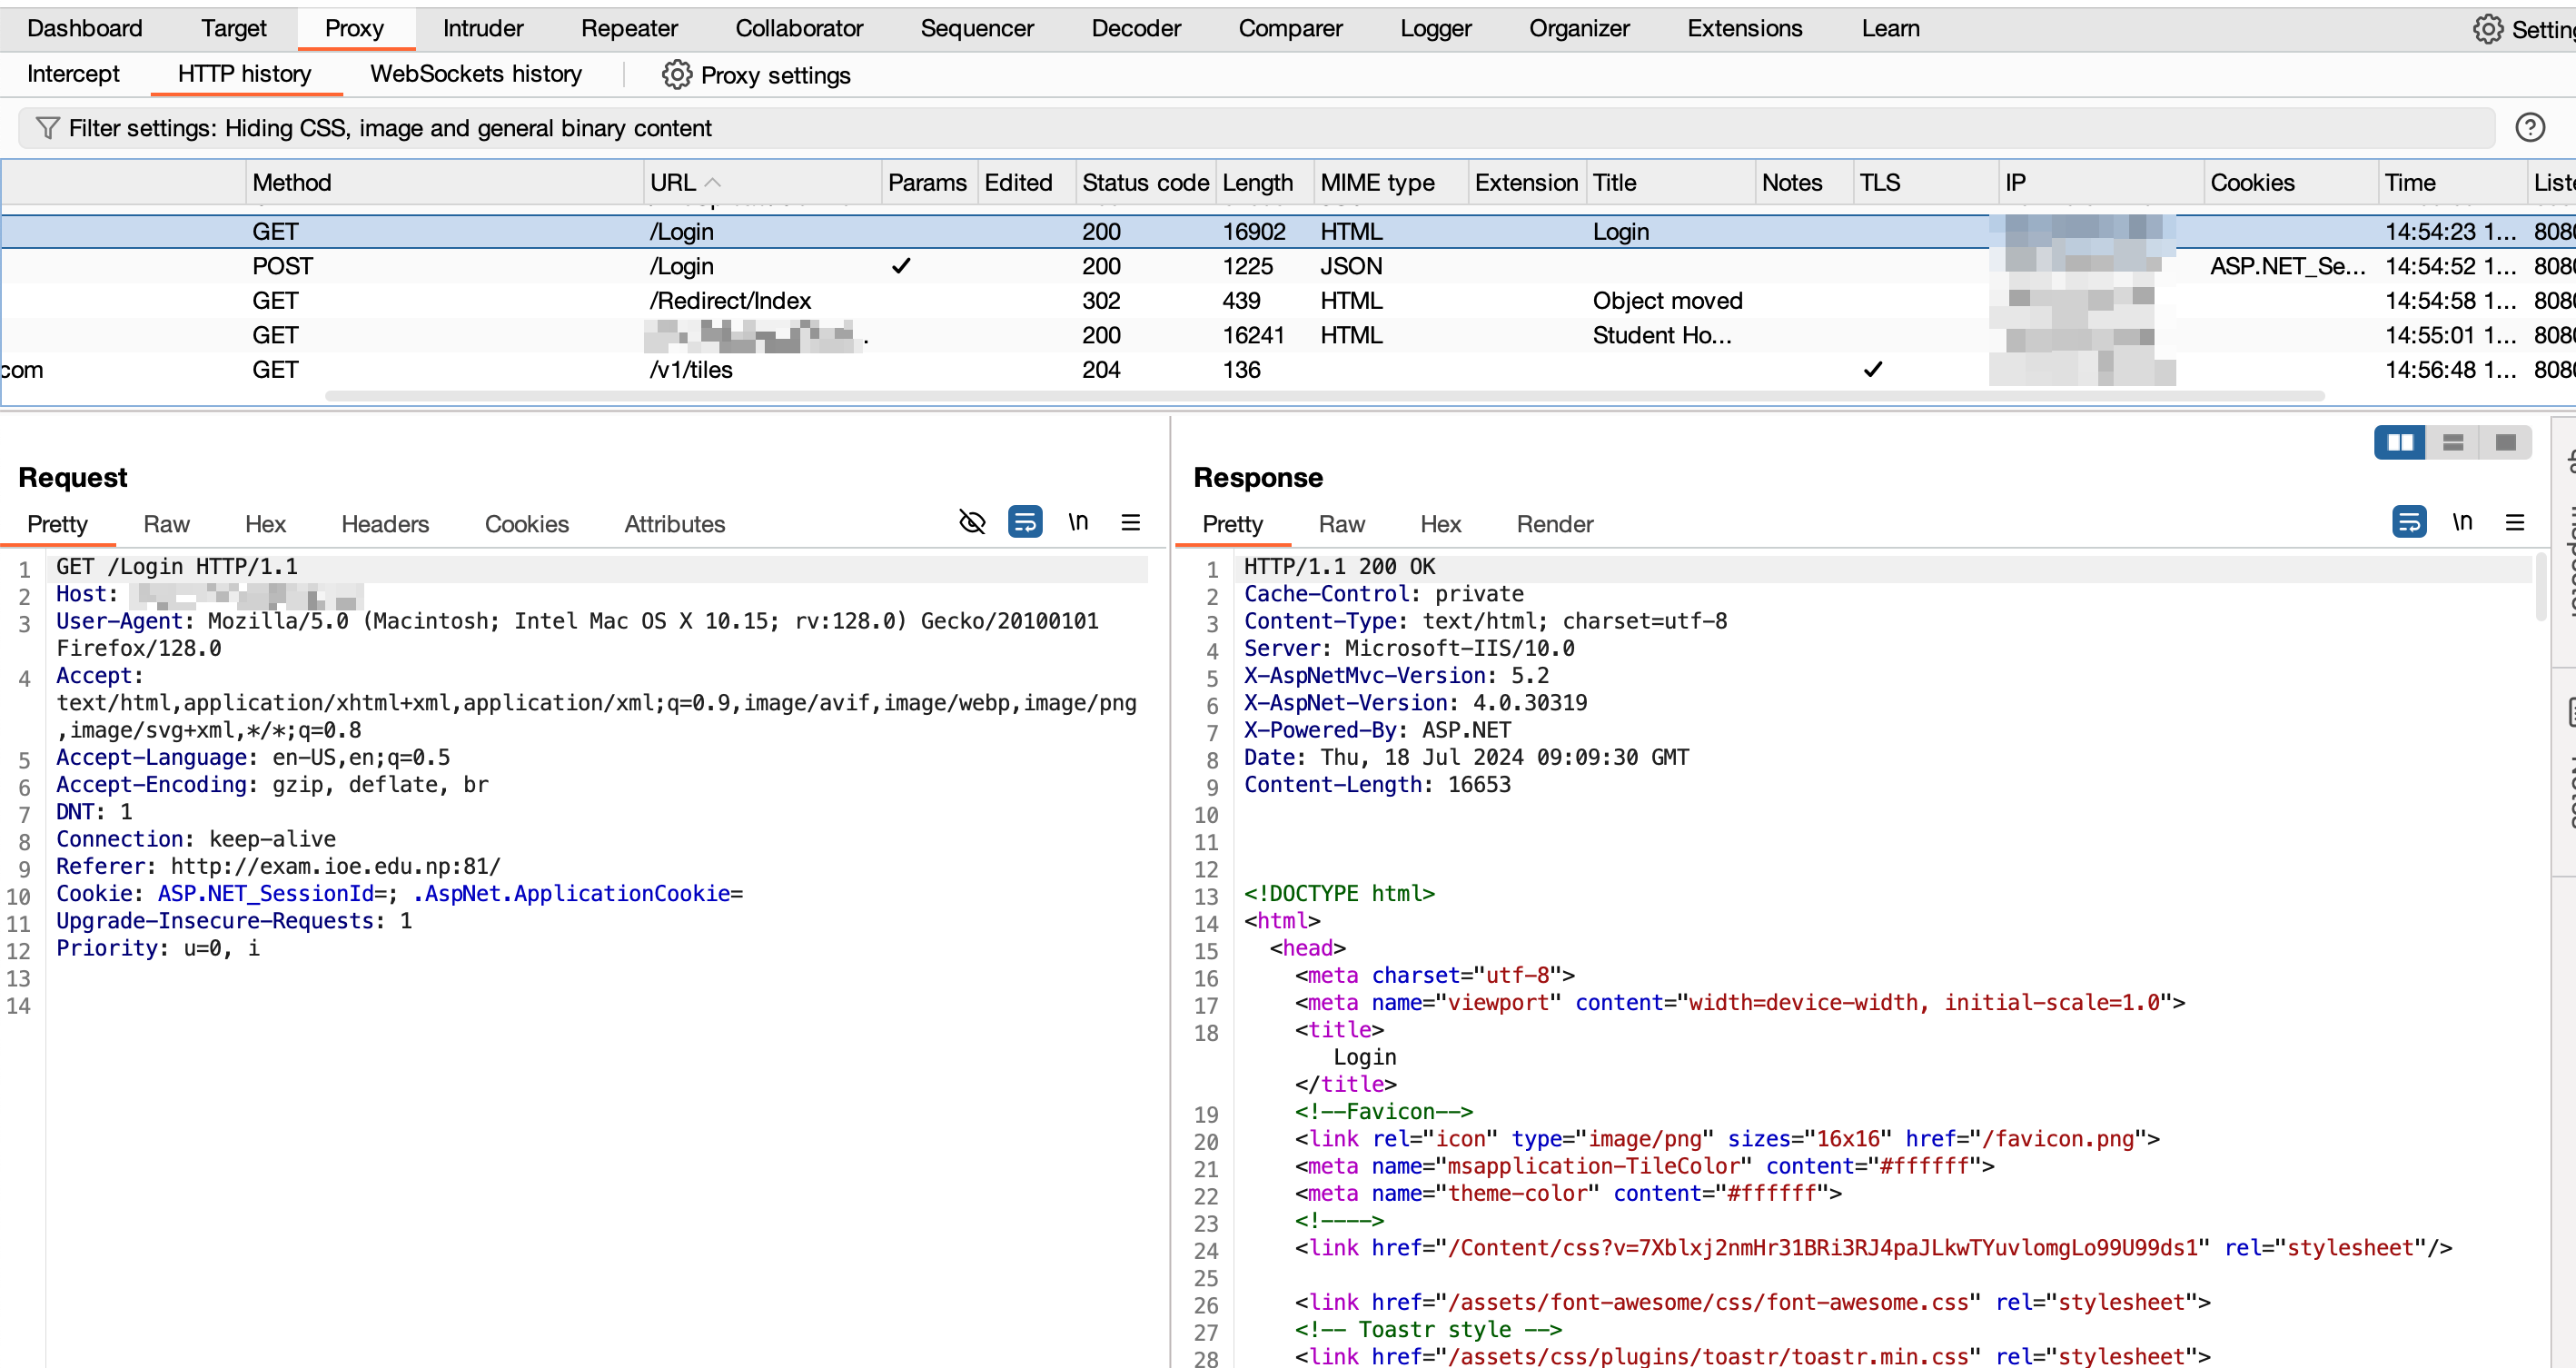 Dashboard Target Proxy Intruder Repeater Collaborator Sequencer Decoder Comparer Logger Organizer Extensions Learn
Intercept HTTP history WebSockets history Proxy settings
Filter settings: Hiding CSS, image and general binary content
Method URL Params Edited Status code Length MIME type Extension Title Notes TLS IP Cookies Time
GET /Login 200 16902 HTML Login 14:54:23 1...
POST /Login ✓ 200 1225 JSON ASP.NET_Se... 14:54:52 1...
GET /Redirect/Index 302 439 HTML Object moved 14:54:58 1...
GET 200 16241 HTML Student Ho... 14:55:01 1...
com GET /v1/tiles 204 136 ✓ 14:56:48 1...
Request
Pretty Raw Hex Headers Cookies Attributes \n
1 GET /Login HTTP/1.1
2 Host:
3 User-Agent: Mozilla/5.0 (Macintosh; Intel Mac OS X 10.15; rv:128.0) Gecko/20100101
Firefox/128.0
4 Accept:
text/html,application/xhtml+xml,application/xml;q=0.9,image/avif,image/webp,image/png
,image/svg+xml,*/*;q=0.8
5 Accept-Language: en-US,en;q=0.5
6 Accept-Encoding: gzip, deflate, br
7 DNT: 1
8 Connection: keep-alive
9 Referer: http://exam.ioe.edu.np:81/
10 Cookie: ASP.NET_SessionId=; .AspNet.ApplicationCookie=
11 Upgrade-Insecure-Requests: 1
12 Priority: u=0, i
13
14
Response
Pretty Raw Hex Render \n
1 HTTP/1.1 200 OK
2 Cache-Control: private
3 Content-Type: text/html; charset=utf-8
4 Server: Microsoft-IIS/10.0
5 X-AspNetMvc-Version: 5.2
6 X-AspNet-Version: 4.0.30319
7 X-Powered-By: ASP.NET
8 Date: Thu, 18 Jul 2024 09:09:30 GMT
9 Content-Length: 16653
10
11
12
13 <!DOCTYPE html>
14 <html>
15 <head>
16 <meta charset="utf-8">
17 <meta name="viewport" content="width=device-width, initial-scale=1.0">
18 <title>
Login
</title>
19 <!--Favicon-->
20 <link rel="icon" type="image/png" sizes="16x16" href="/favicon.png">
21 <meta name="msapplication-TileColor" content="#ffffff">
22 <meta name="theme-color" content="#ffffff">
23 <!---->
24 <link href="/Content/css?v=7Xblxj2nmHr31BRi3RJ4paJLkwTYuvlomgLo99U99ds1" rel="stylesheet"/>
25
26 <link href="/assets/font-awesome/css/font-awesome.css" rel="stylesheet">
27 <!-- Toastr style -->
28 <link href="/assets/css/plugins/toastr/toastr.min.css" rel="stylesheet">